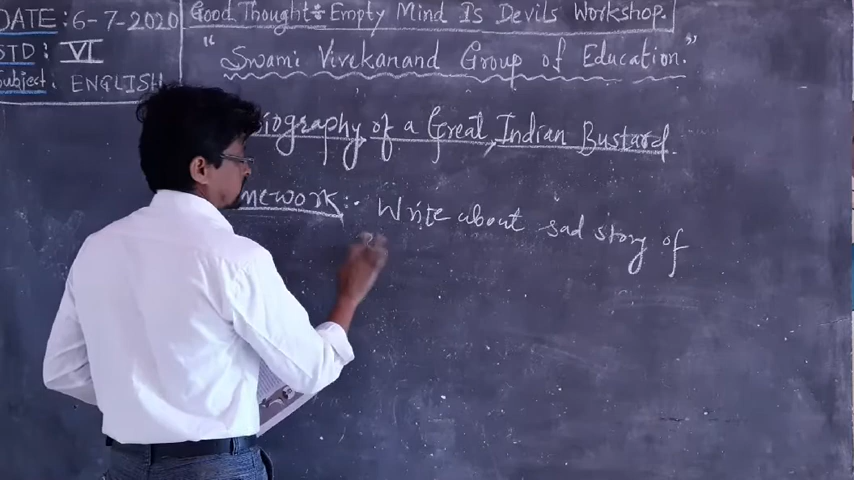 DATE: 6-7-2020
Good Thought:- Empty Mind Is Devils Workshop.
STD: VI
"Swami Vivekanand Group of Education."
Subject. ENGLISH
Biography of a Great Indian Bustard.
mework:- Write about sad story of